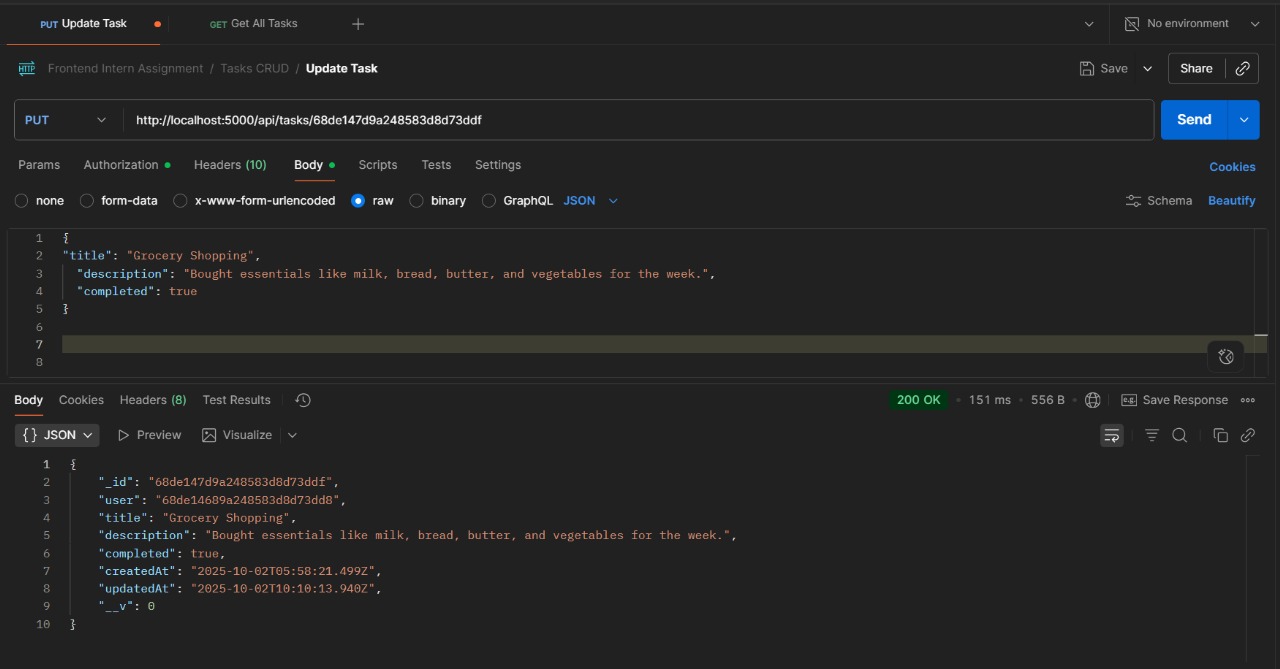 PUT Update Task
GET Get All Tasks
No environment
HTTP Frontend Intern Assignment / Tasks CRUD / Update Task
Save
Share
PUT http://localhost:5000/api/tasks/68de147d9a248583d8d73ddf
Send
Params Authorization Headers (10) Body Scripts Tests Settings
Cookies
none form-data x-www-form-urlencoded raw binary GraphQL JSON
Schema Beautify
1 {
2 "title": "Grocery Shopping",
3 "description": "Bought essentials like milk, bread, butter, and vegetables for the week.",
4 "completed": true
5 }
6
7
8
Body Cookies Headers (8) Test Results
200 OK • 151 ms • 556 B • e.g. Save Response
{} JSON Preview Visualize
1 {
2 "_id": "68de147d9a248583d8d73ddf",
3 "user": "68de14689a248583d8d73dd8",
4 "title": "Grocery Shopping",
5 "description": "Bought essentials like milk, bread, butter, and vegetables for the week.",
6 "completed": true,
7 "createdAt": "2025-10-02T05:58:21.499Z",
8 "updatedAt": "2025-10-02T10:10:13.940Z",
9 "__v": 0
10 }